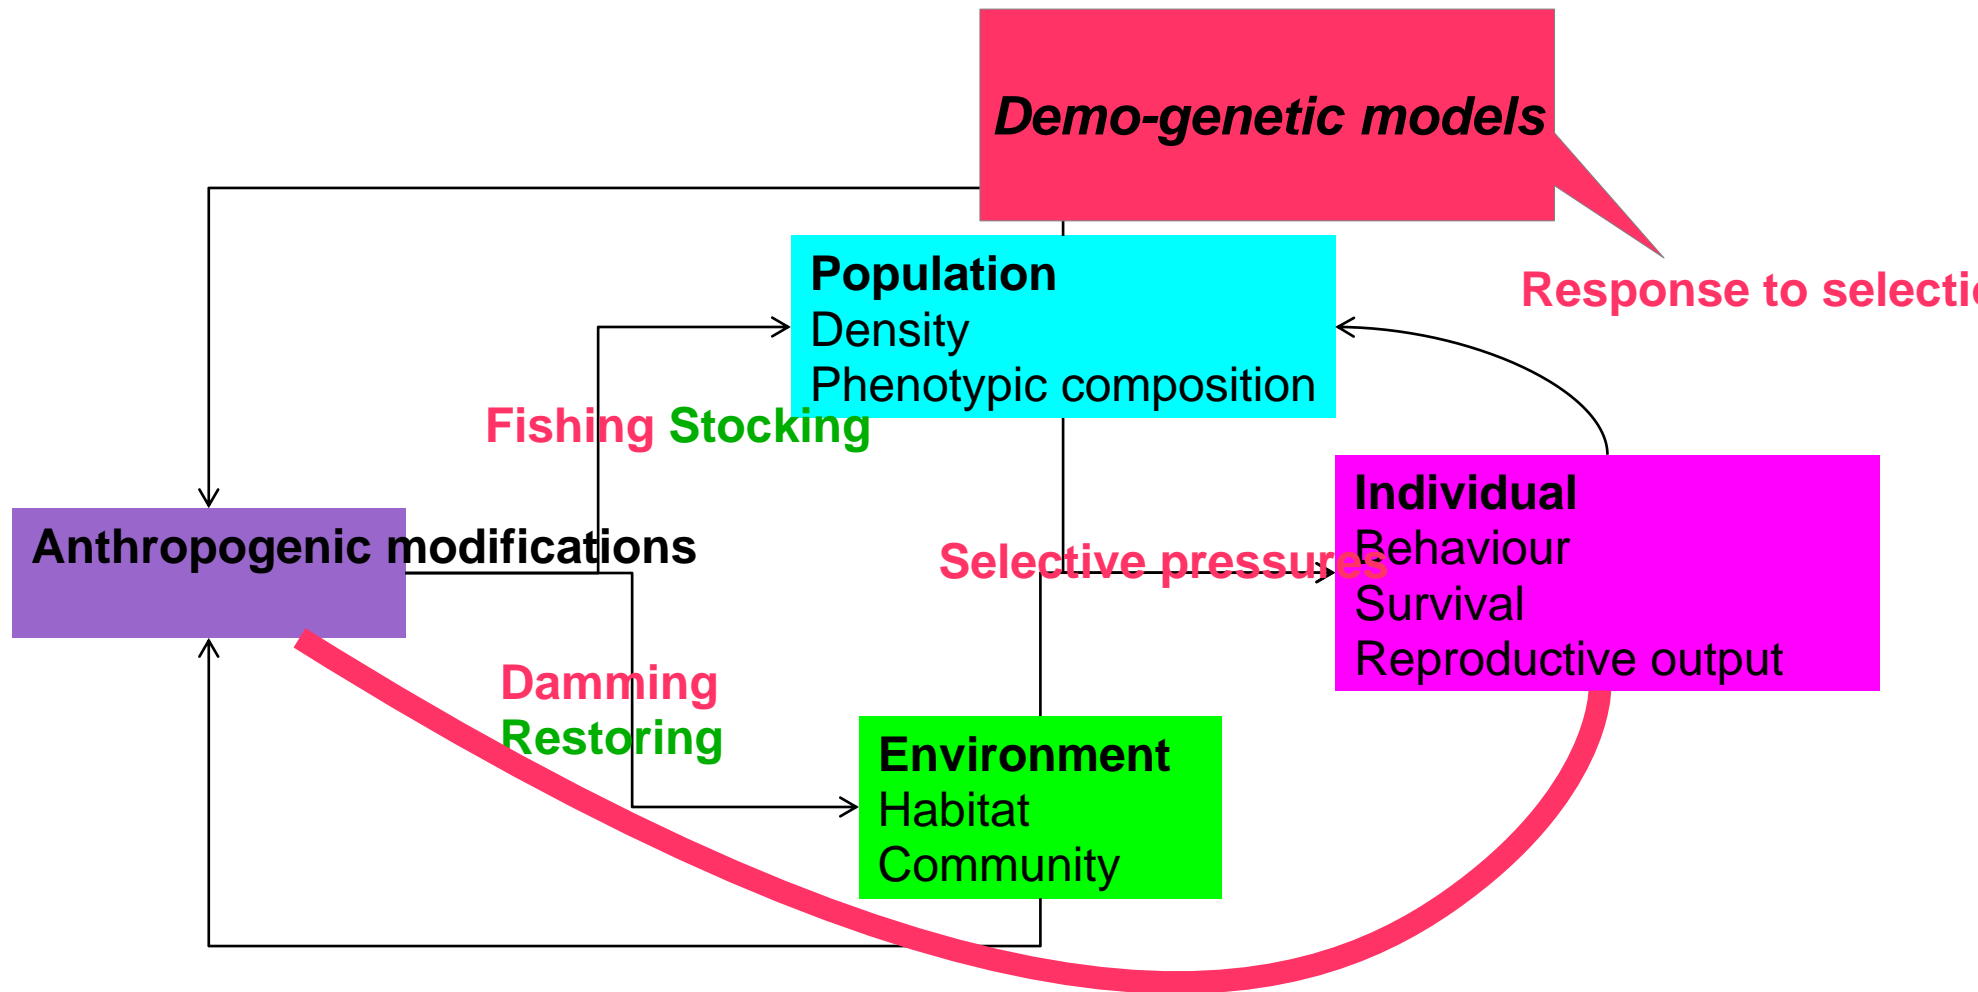 Demo-genetic models
Population
Density
Phenotypic composition
Response to selectio
Fishing Stocking
Anthropogenic modifications
Selective pressures
Individual
Behaviour
Survival
Reproductive output
Damming
Restoring
Environment
Habitat
Community